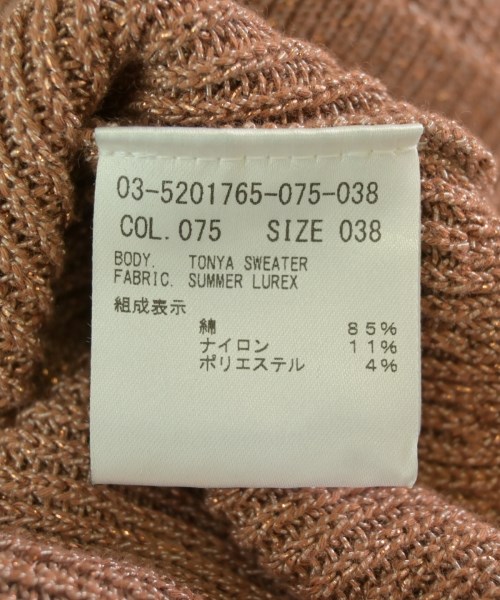 03-5201765-075-038
COL. 075 SIZE 038
BODY. TONYA SWEATER
FABRIC. SUMMER LUREX
組成表示
綿 85%
ナイロン 11%
ポリエステル 4%